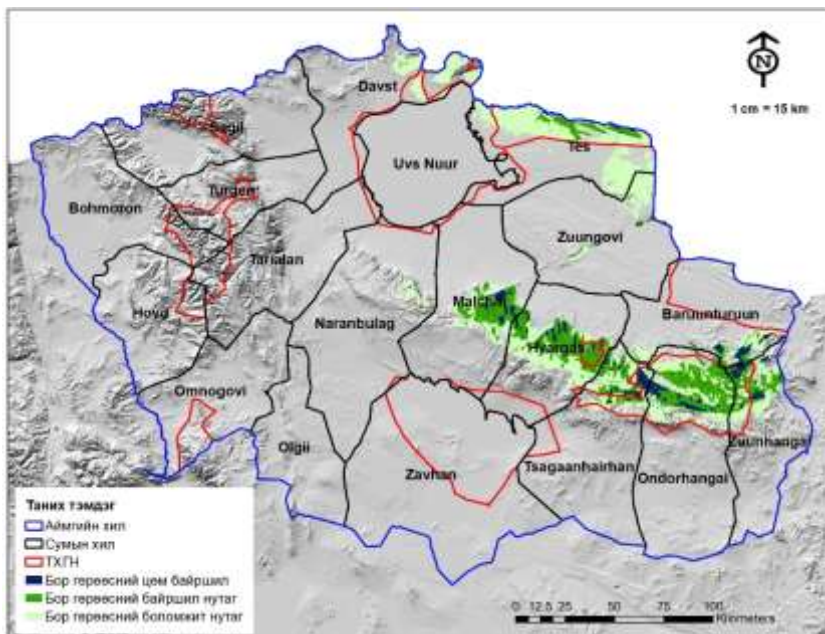 N
1 cm = 15 km
Davst
Uvs Nuur
Tes
Turgen
Bohmoron
Zuungovi
Tarialan
Malchin
Baruunturuun
Hovd
Naranbulag
Hyargas
Omnogovi
Olgii
Zavhan
Tsagaanhairhan
Ondorhangai
Zuunhangai
Таних тэмдэг
Аймгийн хил
Сумын хил
ТХГН
Бор гөрөөсний цөм байршил
Бор гөрөөсний байршил нутаг
Бор гөрөөсний боломжит нутаг
0 12.5 25 50 75 100
Kilometers